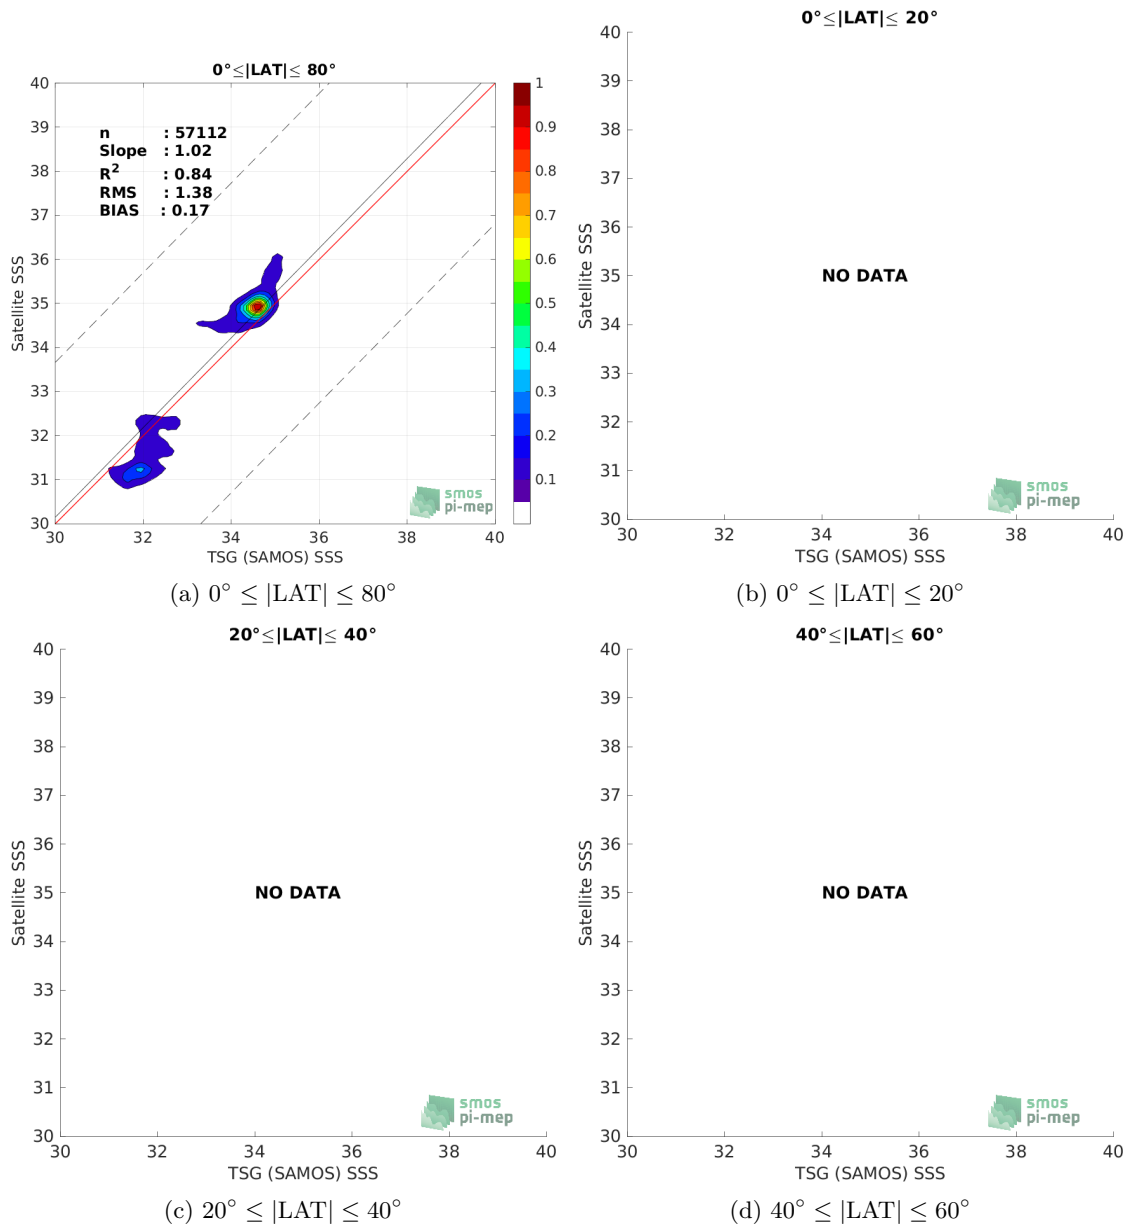 0°≤|LAT|≤ 80°
40
39
38
37
36
35
34
33
32
31
30
Satellite SSS
n : 57112
Slope : 1.02
R² : 0.84
RMS : 1.38
BIAS : 0.17
1
0.9
0.8
0.7
0.6
0.5
0.4
0.3
0.2
0.1
smos
pi-mep
30 32 34 36 38 40
TSG (SAMOS) SSS
(a) 0° ≤ |LAT| ≤ 80°
0°≤|LAT|≤ 20°
40
39
38
37
36
35
34
33
32
31
30
Satellite SSS
NO DATA
smos
pi-mep
30 32 34 36 38 40
TSG (SAMOS) SSS
(b) 0° ≤ |LAT| ≤ 20°
20°≤|LAT|≤ 40°
40
39
38
37
36
35
34
33
32
31
30
Satellite SSS
NO DATA
smos
pi-mep
30 32 34 36 38 40
TSG (SAMOS) SSS
(c) 20° ≤ |LAT| ≤ 40°
40°≤|LAT|≤ 60°
40
39
38
37
36
35
34
33
32
31
30
Satellite SSS
NO DATA
smos
pi-mep
30 32 34 36 38 40
TSG (SAMOS) SSS
(d) 40° ≤ |LAT| ≤ 60°